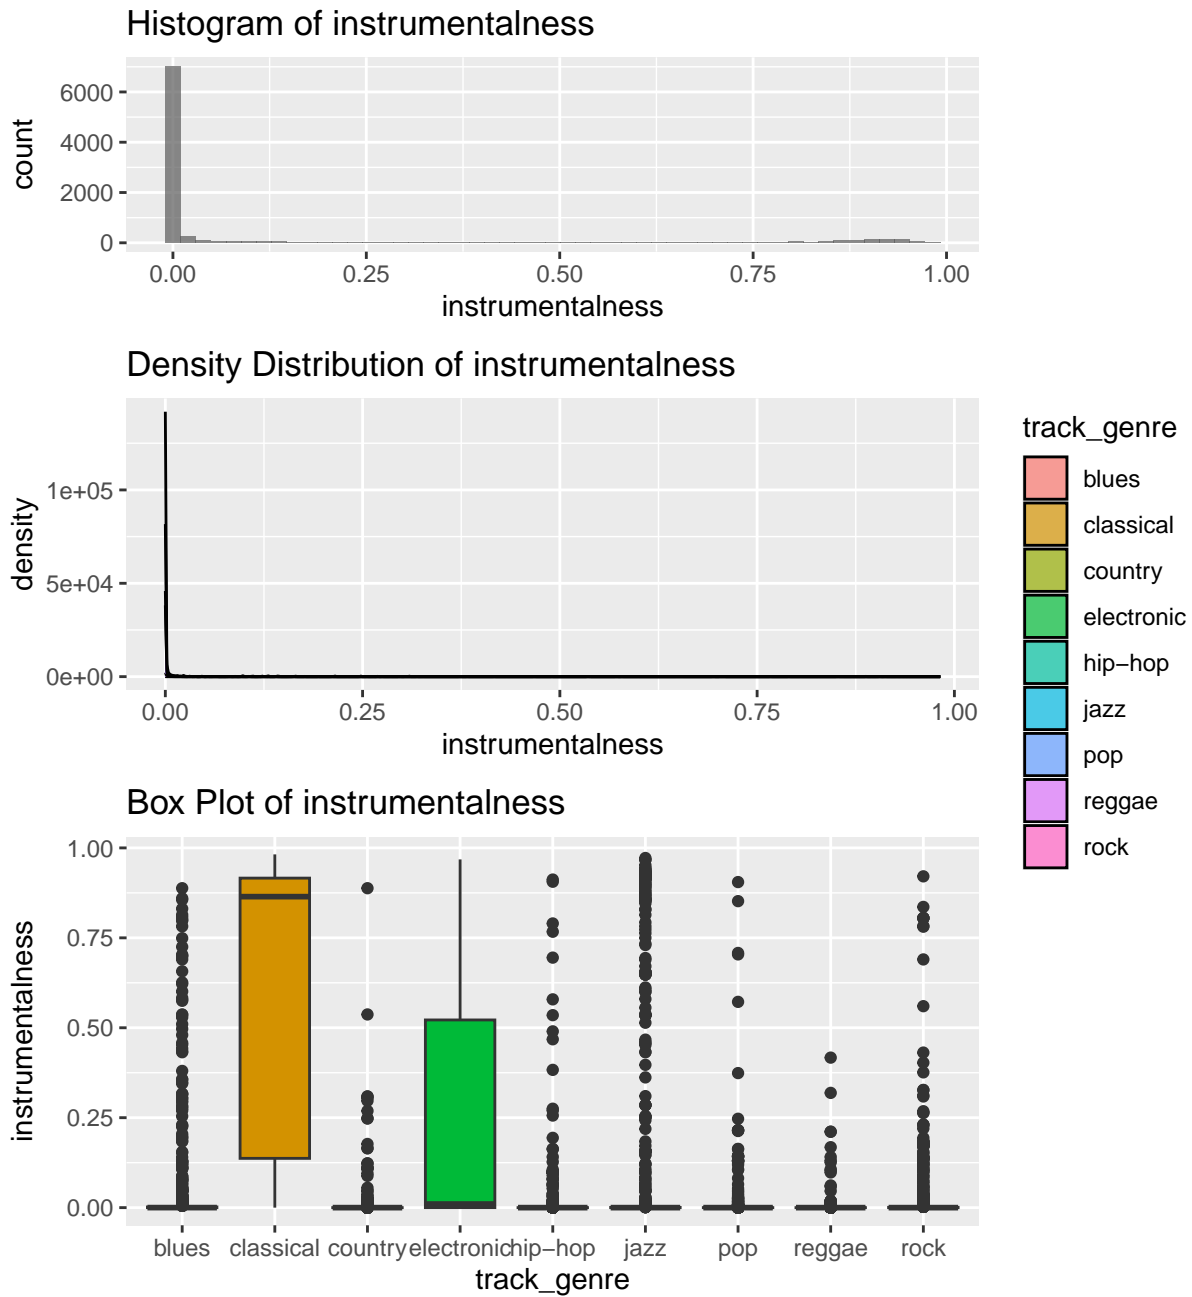 Histogram of instrumentalness
6000
4000
2000
0
count
0.00 0.25 0.50 0.75 1.00
instrumentalness
Density Distribution of instrumentalness
1e+05
5e+04
0e+00
density
0.00 0.25 0.50 0.75 1.00
instrumentalness
track_genre
blues
classical
country
electronic
hip−hop
jazz
pop
reggae
rock
Box Plot of instrumentalness
1.00
0.75
0.50
0.25
0.00
instrumentalness
blues classical country electronic hip−hop jazz pop reggae rock
track_genre